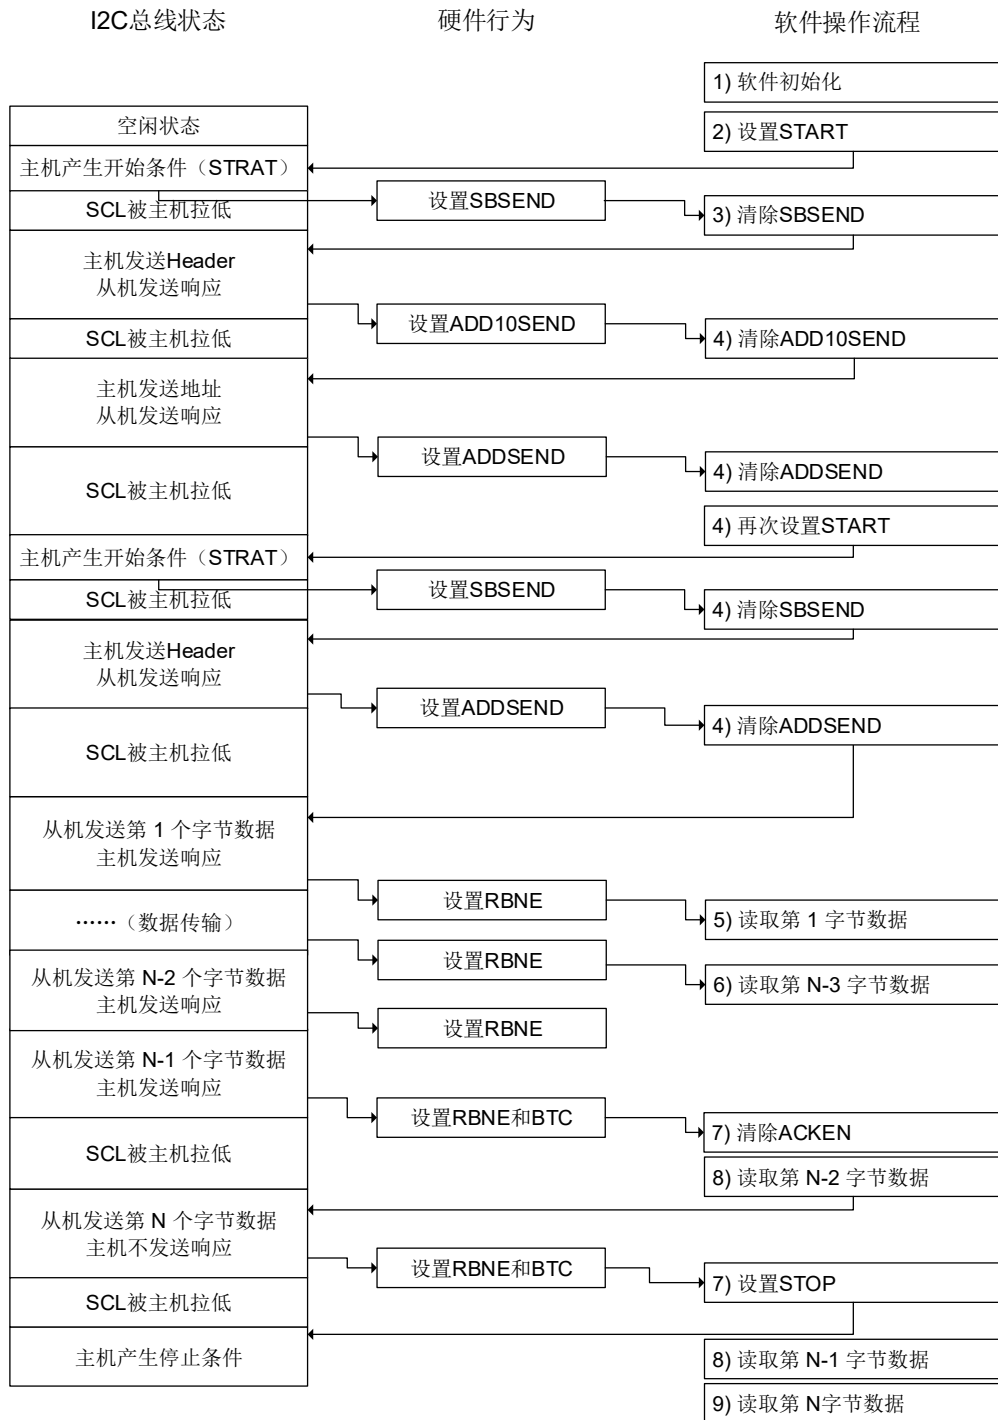 I2C总线状态
硬件行为
软件操作流程
1) 软件初始化
空闲状态
2) 设置START
主机产生开始条件（STRAT）
设置SBSEND
SCL被主机拉低
3) 清除SBSEND
主机发送Header
从机发送响应
设置ADD10SEND
SCL被主机拉低
4) 清除ADD10SEND
主机发送地址
从机发送响应
设置ADDSEND
4) 清除ADDSEND
SCL被主机拉低
4) 再次设置START
主机产生开始条件（STRAT）
设置SBSEND
SCL被主机拉低
4) 清除SBSEND
主机发送Header
从机发送响应
设置ADDSEND
4) 清除ADDSEND
SCL被主机拉低
从机发送第 1 个字节数据
主机发送响应
设置RBNE
……（数据传输）
5) 读取第 1 字节数据
设置RBNE
从机发送第 N-2 个字节数据
主机发送响应
6) 读取第 N-3 字节数据
设置RBNE
从机发送第 N-1 个字节数据
主机发送响应
设置RBNE和BTC
7) 清除ACKEN
SCL被主机拉低
8) 读取第 N-2 字节数据
从机发送第 N 个字节数据
主机不发送响应
设置RBNE和BTC
7) 设置STOP
SCL被主机拉低
主机产生停止条件
8) 读取第 N-1 字节数据
9) 读取第 N字节数据